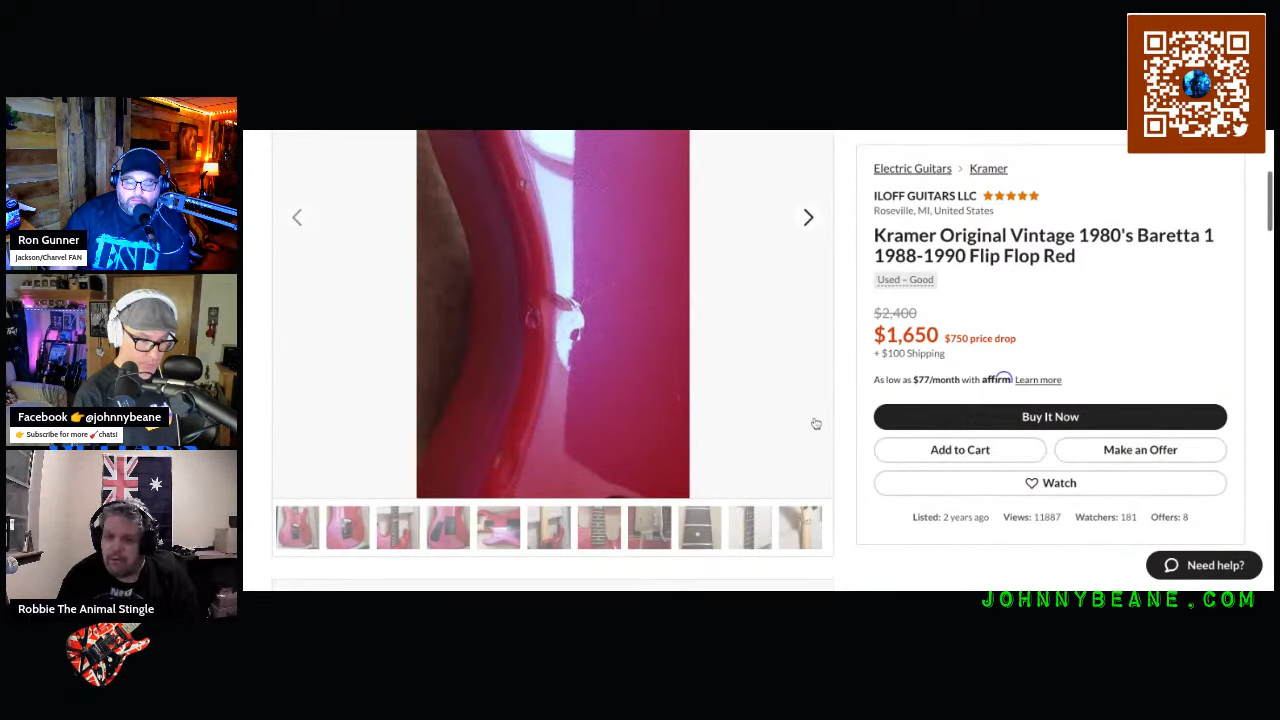 Ron Gunner
Jackson/Charvel FAN
Facebook 👉@johnnybeane
👉 Subscribe for more 🎸chats!
Robbie The Animal Stingle
Electric Guitars > Kramer
ILOFF GUITARS LLC
Roseville, MI, United States
Kramer Original Vintage 1980's Baretta 1
1988-1990 Flip Flop Red
Used – Good
$2,400
$1,650 $750 price drop
+ $100 Shipping
As low as $77/month with affirm Learn more
Buy It Now
Add to Cart
Make an Offer
Watch
Listed: 2 years ago Views: 11887 Watchers: 181 Offers: 8
Need help?
JOHNNYBEANE.COM